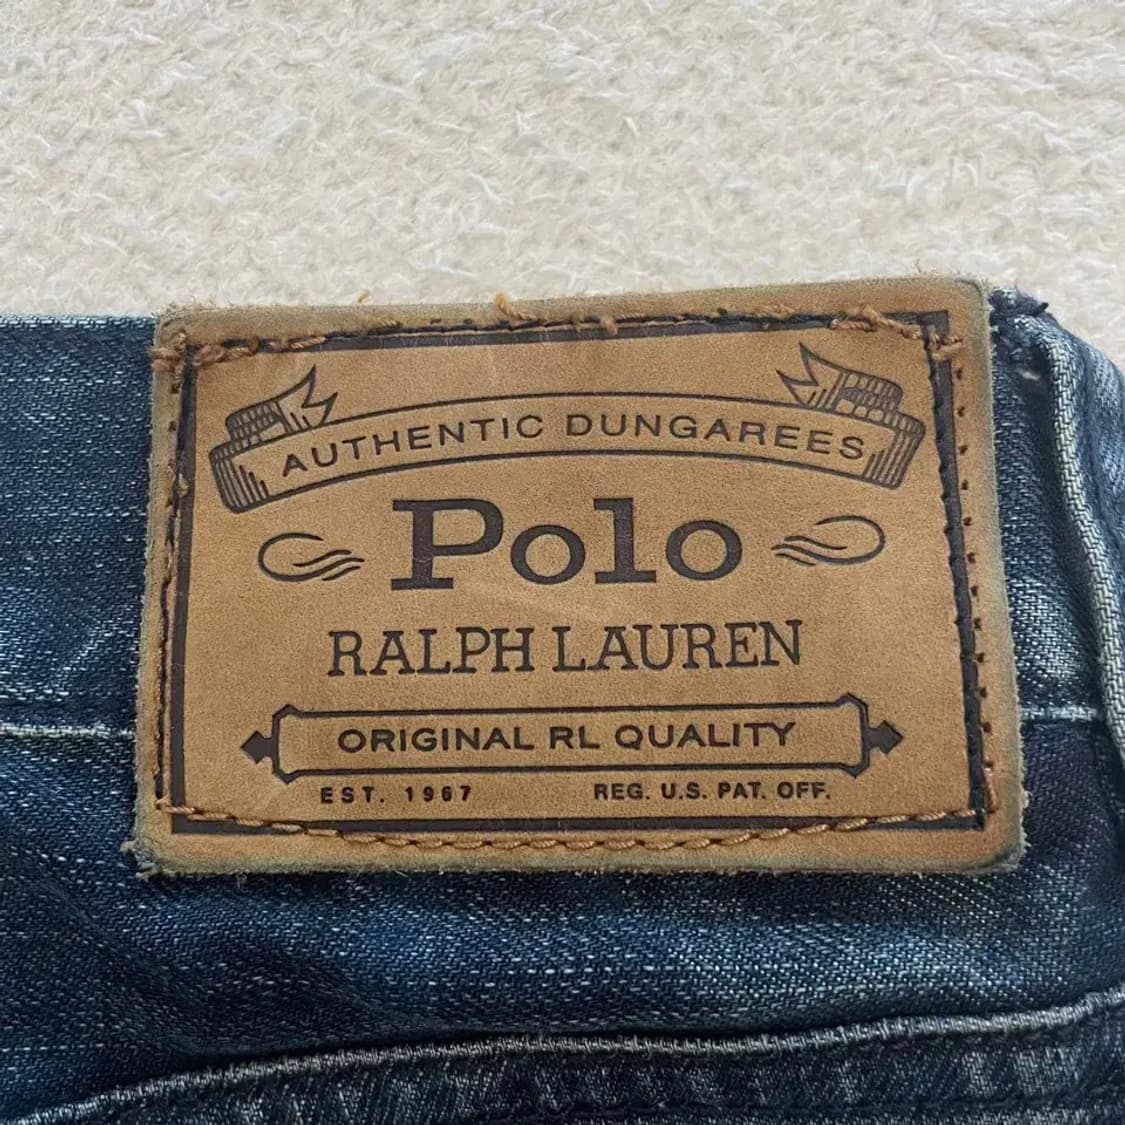 AUTHENTIC DUNGAREES
Polo
RALPH LAUREN
ORIGINAL RL QUALITY
EST. 1967 REG. U.S. PAT. OFF.